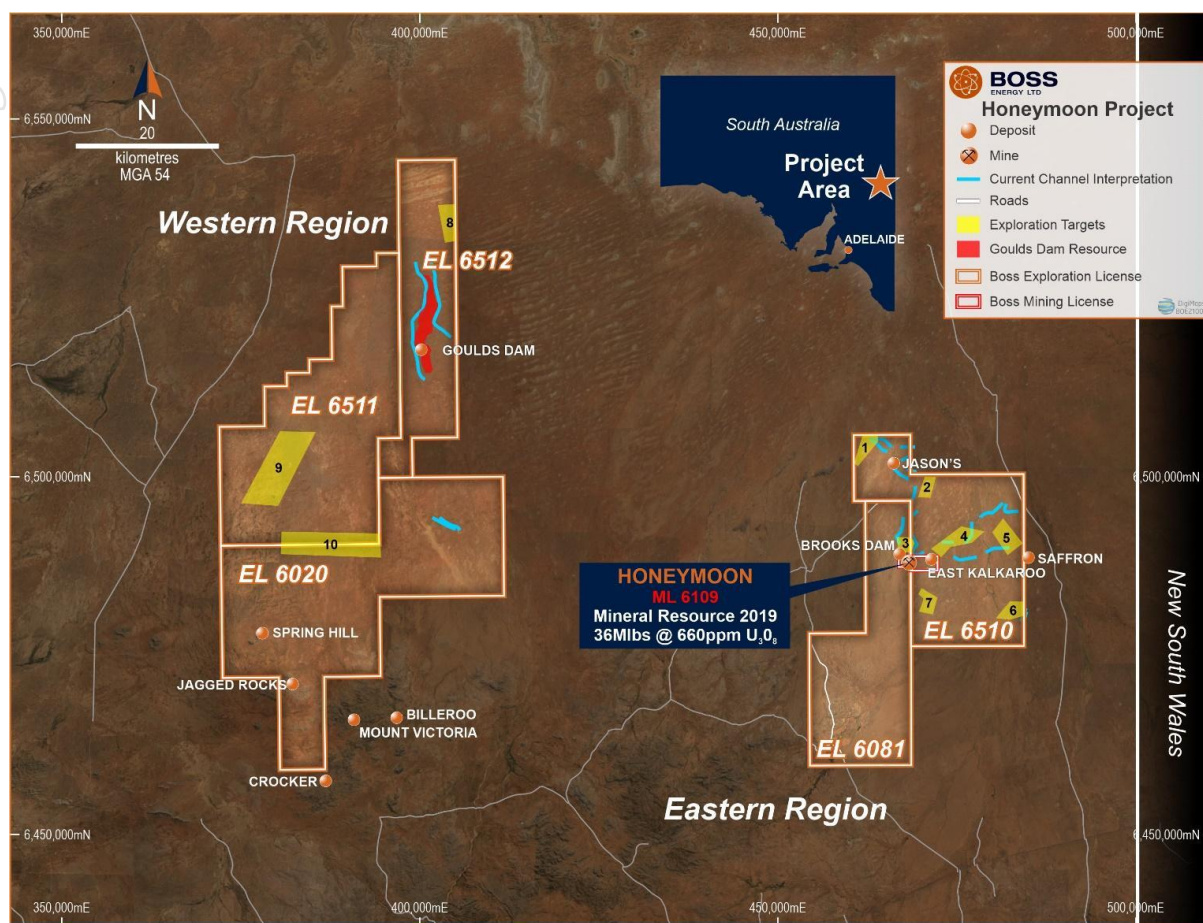 350,000mE
400,000mE
450,000mE
500,000mE
N
20
kilometres
MGA 54
6,550,000mN
South Australia
Project
Area
ADELAIDE
BOSS
ENERGY LTD
Honeymoon Project
Deposit
Mine
Current Channel Interpretation
Roads
Exploration Targets
Goulds Dam Resource
Boss Exploration License
Boss Mining License
Western Region
8
EL 6512
GOULDS DAM
EL 6511
9
10
6,500,000mN
6,500,000mN
EL 6020
SPRING HILL
JAGGED ROCKS
BILLEROO
MOUNT VICTORIA
CROCKER
1
JASON'S
2
BROOKS DAM
3
4
5
SAFFRON
EAST KALKAROO
7
6
EL 6510
HONEYMOON
ML 6109
Mineral Resource 2019
36Mlbs @ 660ppm U₃0₈
EL 6081
Eastern Region
New South Wales
6,450,000mN
6,450,000mN
350,000mE
400,000mE
450,000mE
500,000mE